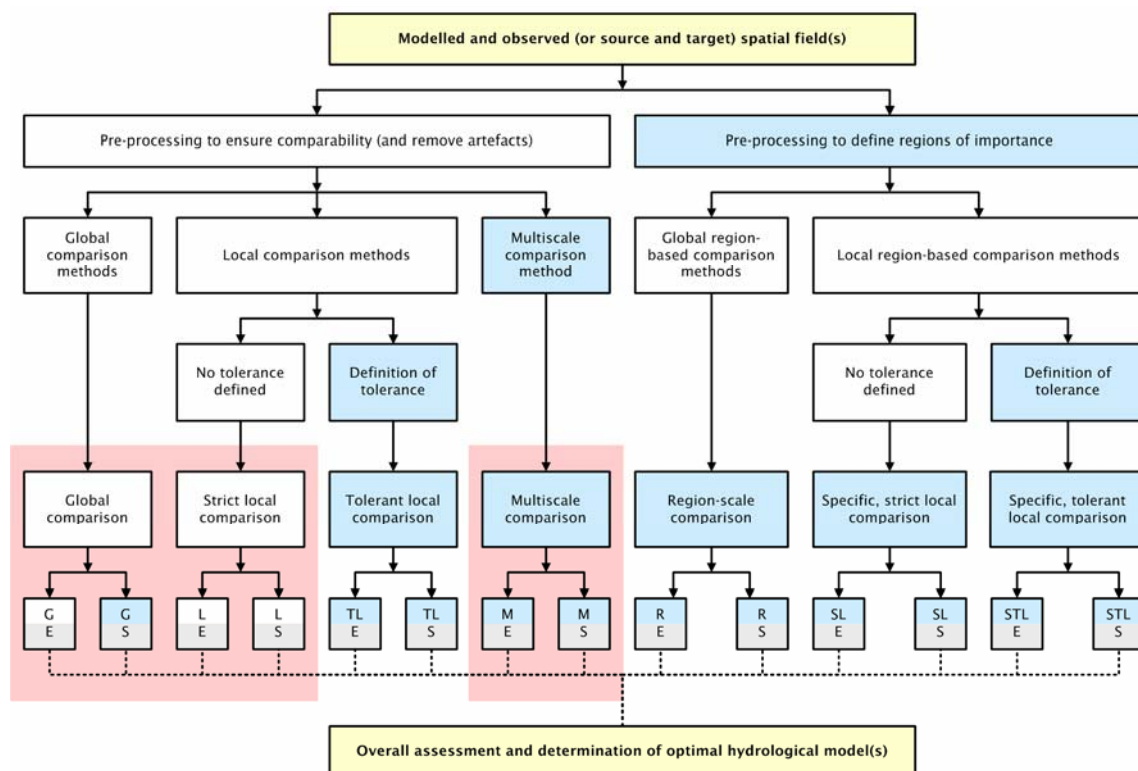 Modelled and observed (or source and target) spatial field(s)
Pre-processing to ensure comparability (and remove artefacts)
Pre-processing to define regions of importance
Global
comparison
methods
Local comparison methods
Multiscale
comparison
method
Global region-
based comparison
methods
Local region-based comparison methods
No tolerance
defined
Definition of
tolerance
No tolerance
defined
Definition of
tolerance
Global
comparison
Strict local
comparison
Tolerant local
comparison
Multiscale
comparison
Region-scale
comparison
Specific, strict local
comparison
Specific, tolerant
local comparison
G
E
G
S
L
E
L
S
TL
E
TL
S
M
E
M
S
R
E
R
S
SL
E
SL
S
STL
E
STL
S
Overall assessment and determination of optimal hydrological model(s)